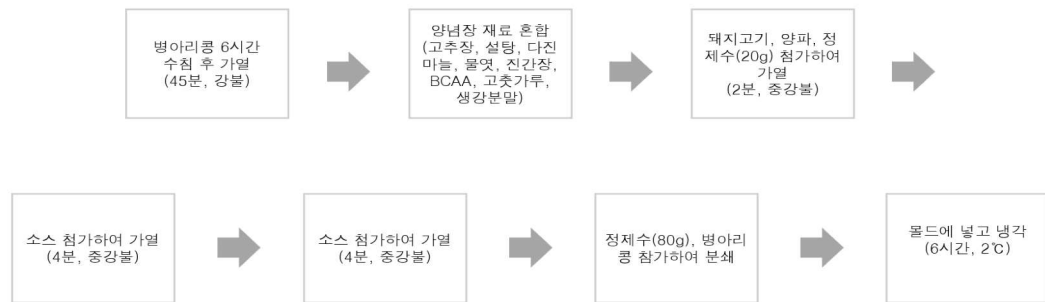 병아리콩 6시간
수침 후 가열
(45분, 강불)
양념장 재료 혼합
(고추장, 설탕, 다진
마늘, 물엿, 진간장,
BCAA, 고춧가루,
생강분말)
돼지고기, 양파, 정
제수(20g) 첨가하여
가열
(2분, 중강불)
소스 첨가하여 가열
(4분, 중강불)
소스 첨가하여 가열
(4분, 중강불)
정제수(80g), 병아리
콩 참가하여 분쇄
몰드에 넣고 냉각
(6시간, 2℃)